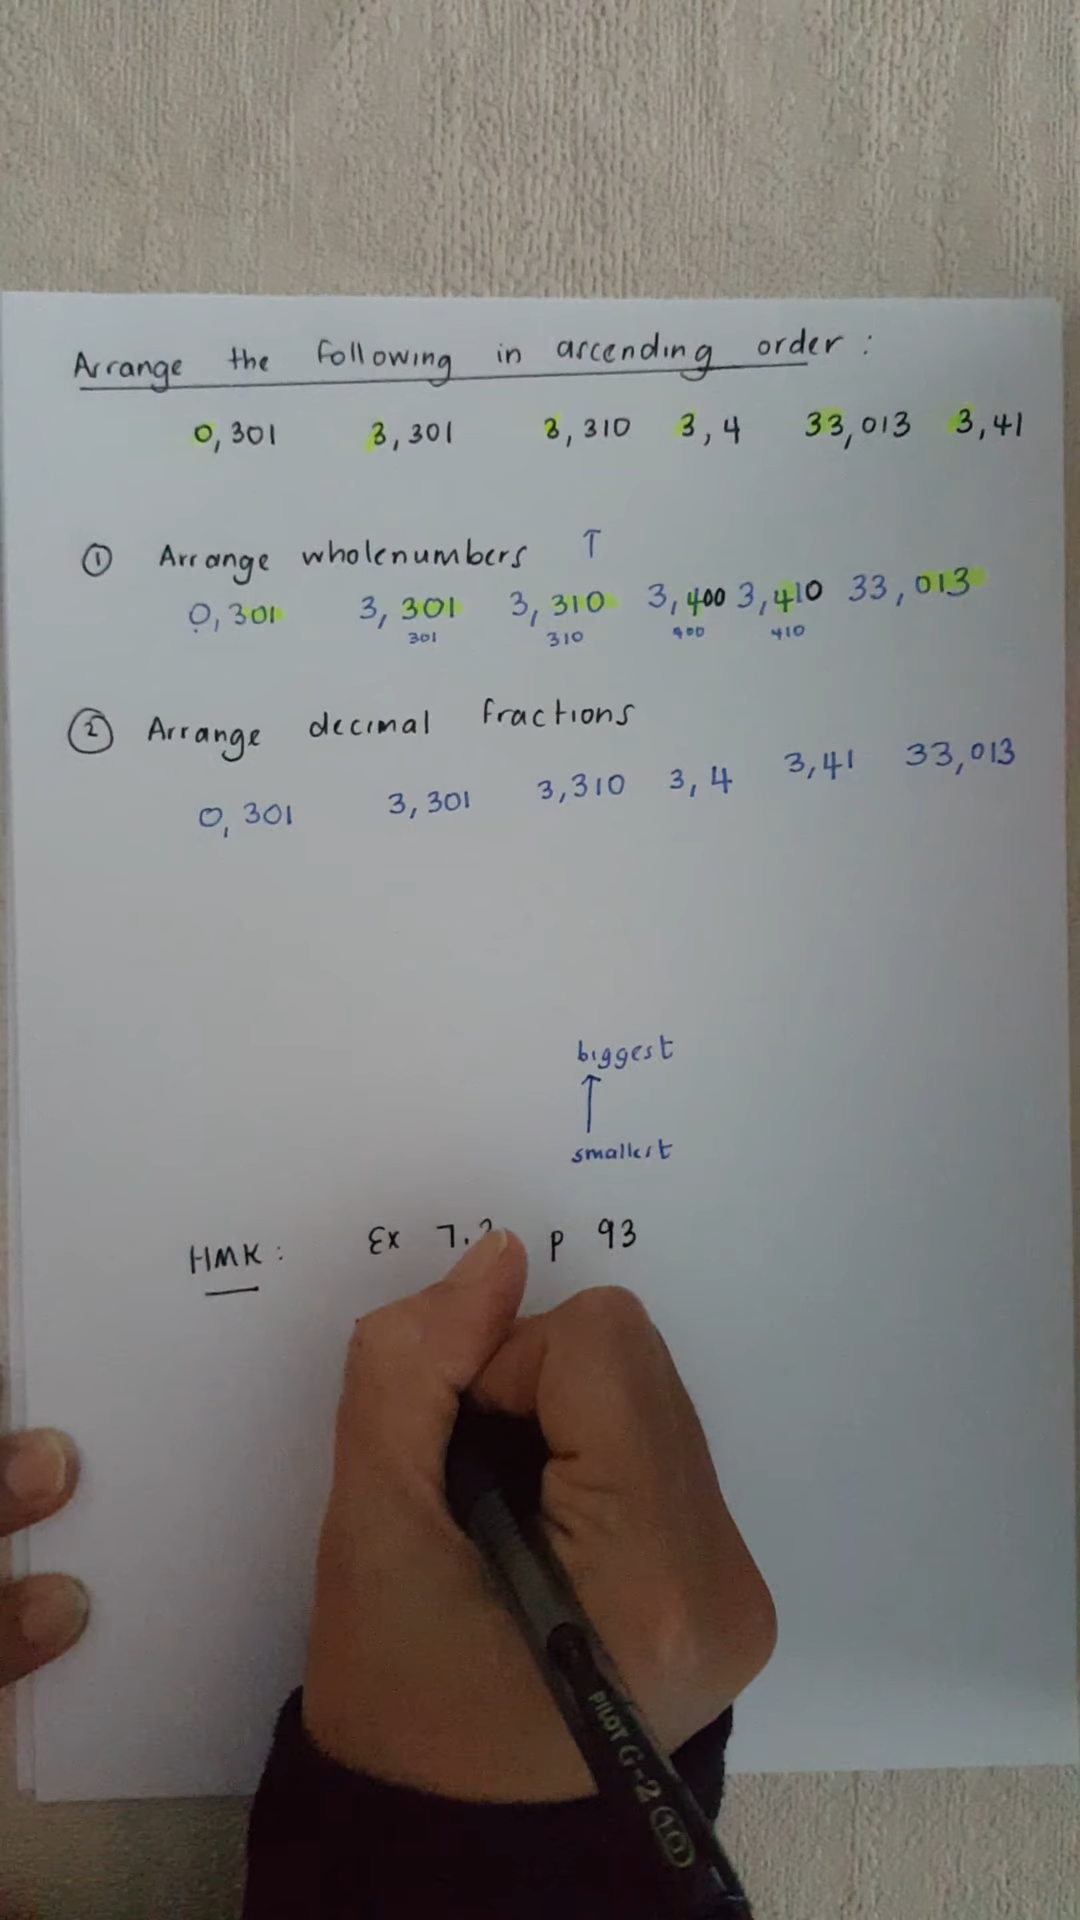 Arrange the following in ascending order:
0,301 3,301 3,310 3,4 33,013 3,41
① Arrange wholenumbers ↑
0,301 3,301 3,310 3,400 3,410 33,013
301 310 400 410
② Arrange decimal fractions
0,301 3,301 3,310 3,4 3,41 33,013
biggest
↑
smallest
HMK: Ex 7. p 93
PILOT G-2 10